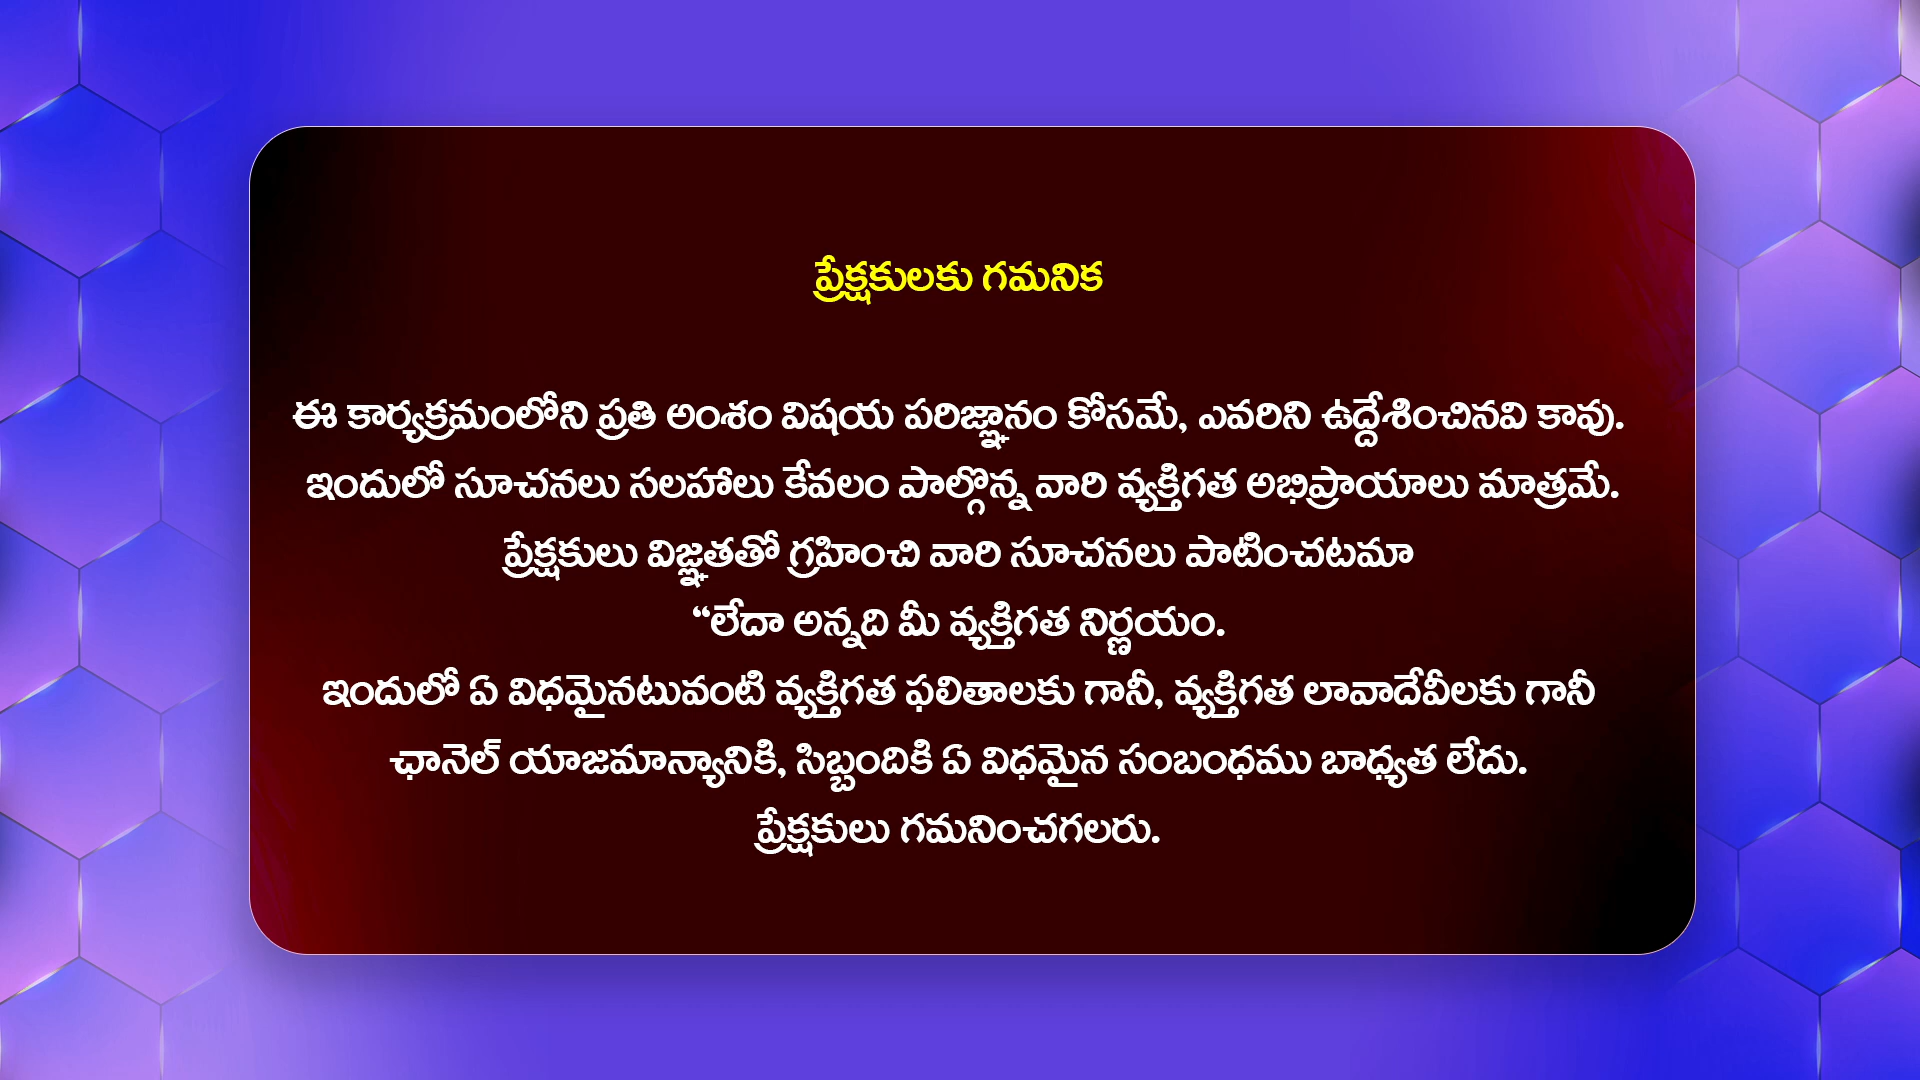 ప్రేక్షకులకు గమనిక
ఈ కార్యక్రమంలోని ప్రతి అంశం విషయ పరిజ్ఞానం కోసమే, ఎవరిని ఉద్దేశించినవి కావు.
ఇందులో సూచనలు సలహాలు కేవలం పాల్గొన్న వారి వ్యక్తిగత అభిప్రాయాలు మాత్రమే.
ప్రేక్షకులు విజ్ఞతతో గ్రహించి వారి సూచనలు పాటించటమా
“లేదా అన్నది మీ వ్యక్తిగత నిర్ణయం.
ఇందులో ఏ విధమైనటువంటి వ్యక్తిగత ఫలితాలకు గానీ, వ్యక్తిగత లావాదేవీలకు గానీ
ఛానెల్ యాజమాన్యానికి, సిబ్బందికి ఏ విధమైన సంబంధము బాధ్యత లేదు.
ప్రేక్షకులు గమనించగలరు.